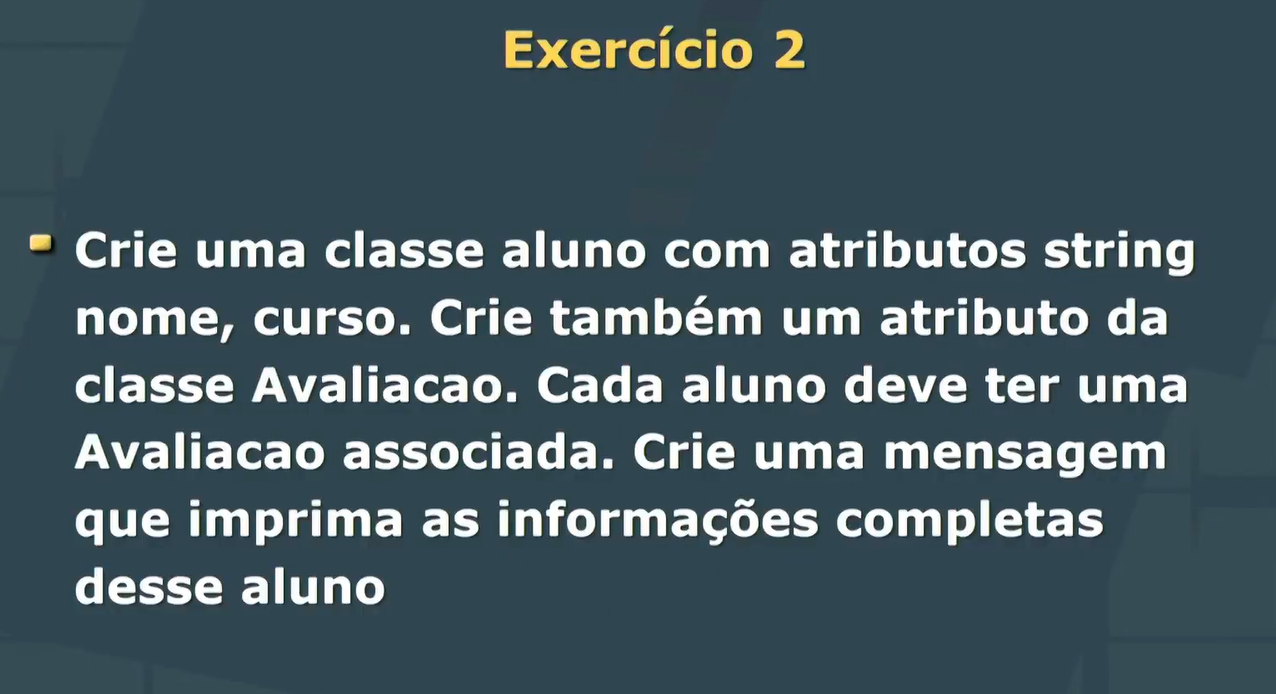 Exercício 2
Crie uma classe aluno com atributos string
nome, curso. Crie também um atributo da
classe Avaliacao. Cada aluno deve ter uma
Avaliacao associada. Crie uma mensagem
que imprima as informações completas
desse aluno